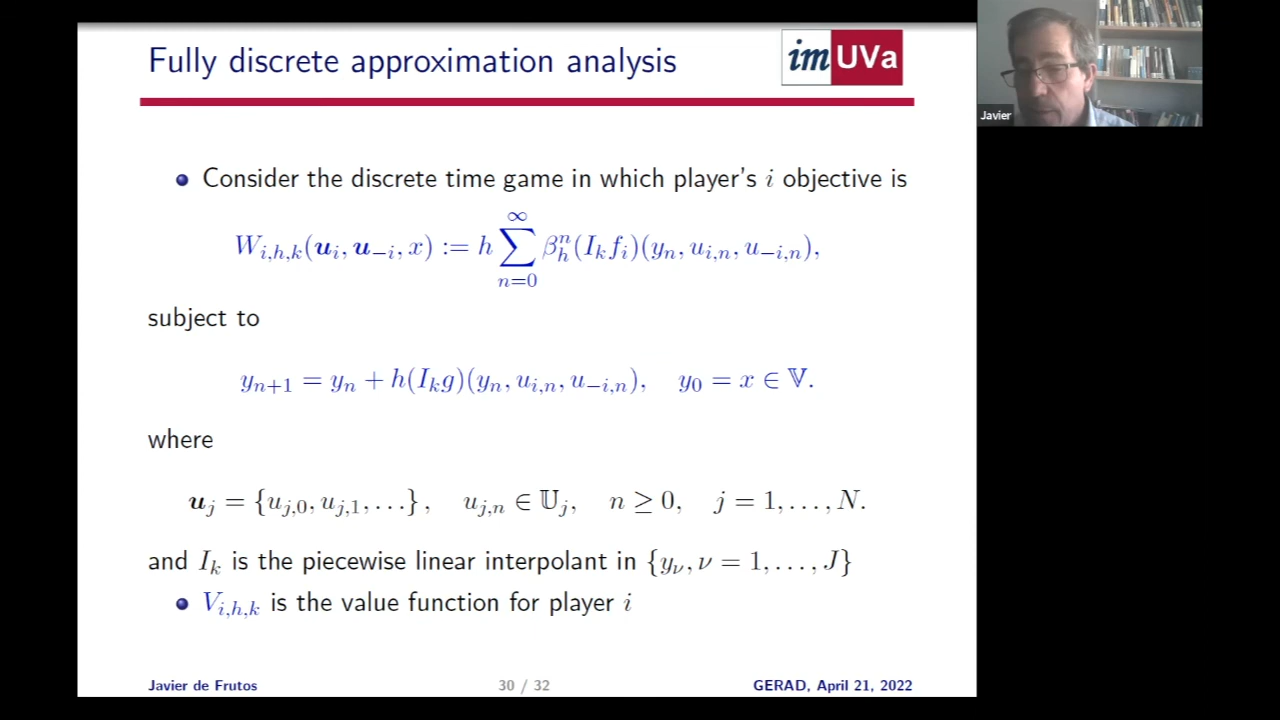 Fully discrete approximation analysis
im UVa
Javier
• Consider the discrete time game in which player's i objective is
W_{i,h,k}(𝒖_i, 𝒖_{−i}, x) := h ∑_{n=0}^{∞} β_h^n (I_k f_i)(y_n, u_{i,n}, u_{−i,n}),
subject to
y_{n+1} = y_n + h(I_k g)(y_n, u_{i,n}, u_{−i,n}), y_0 = x ∈ 𝕍.
where
𝒖_j = {u_{j,0}, u_{j,1}, . . .}, u_{j,n} ∈ 𝕌_j, n ≥ 0, j = 1, . . . , N.
and I_k is the piecewise linear interpolant in {y_ν, ν = 1, . . . , J}
• V_{i,h,k} is the value function for player i
Javier de Frutos 30 / 32 GERAD, April 21, 2022